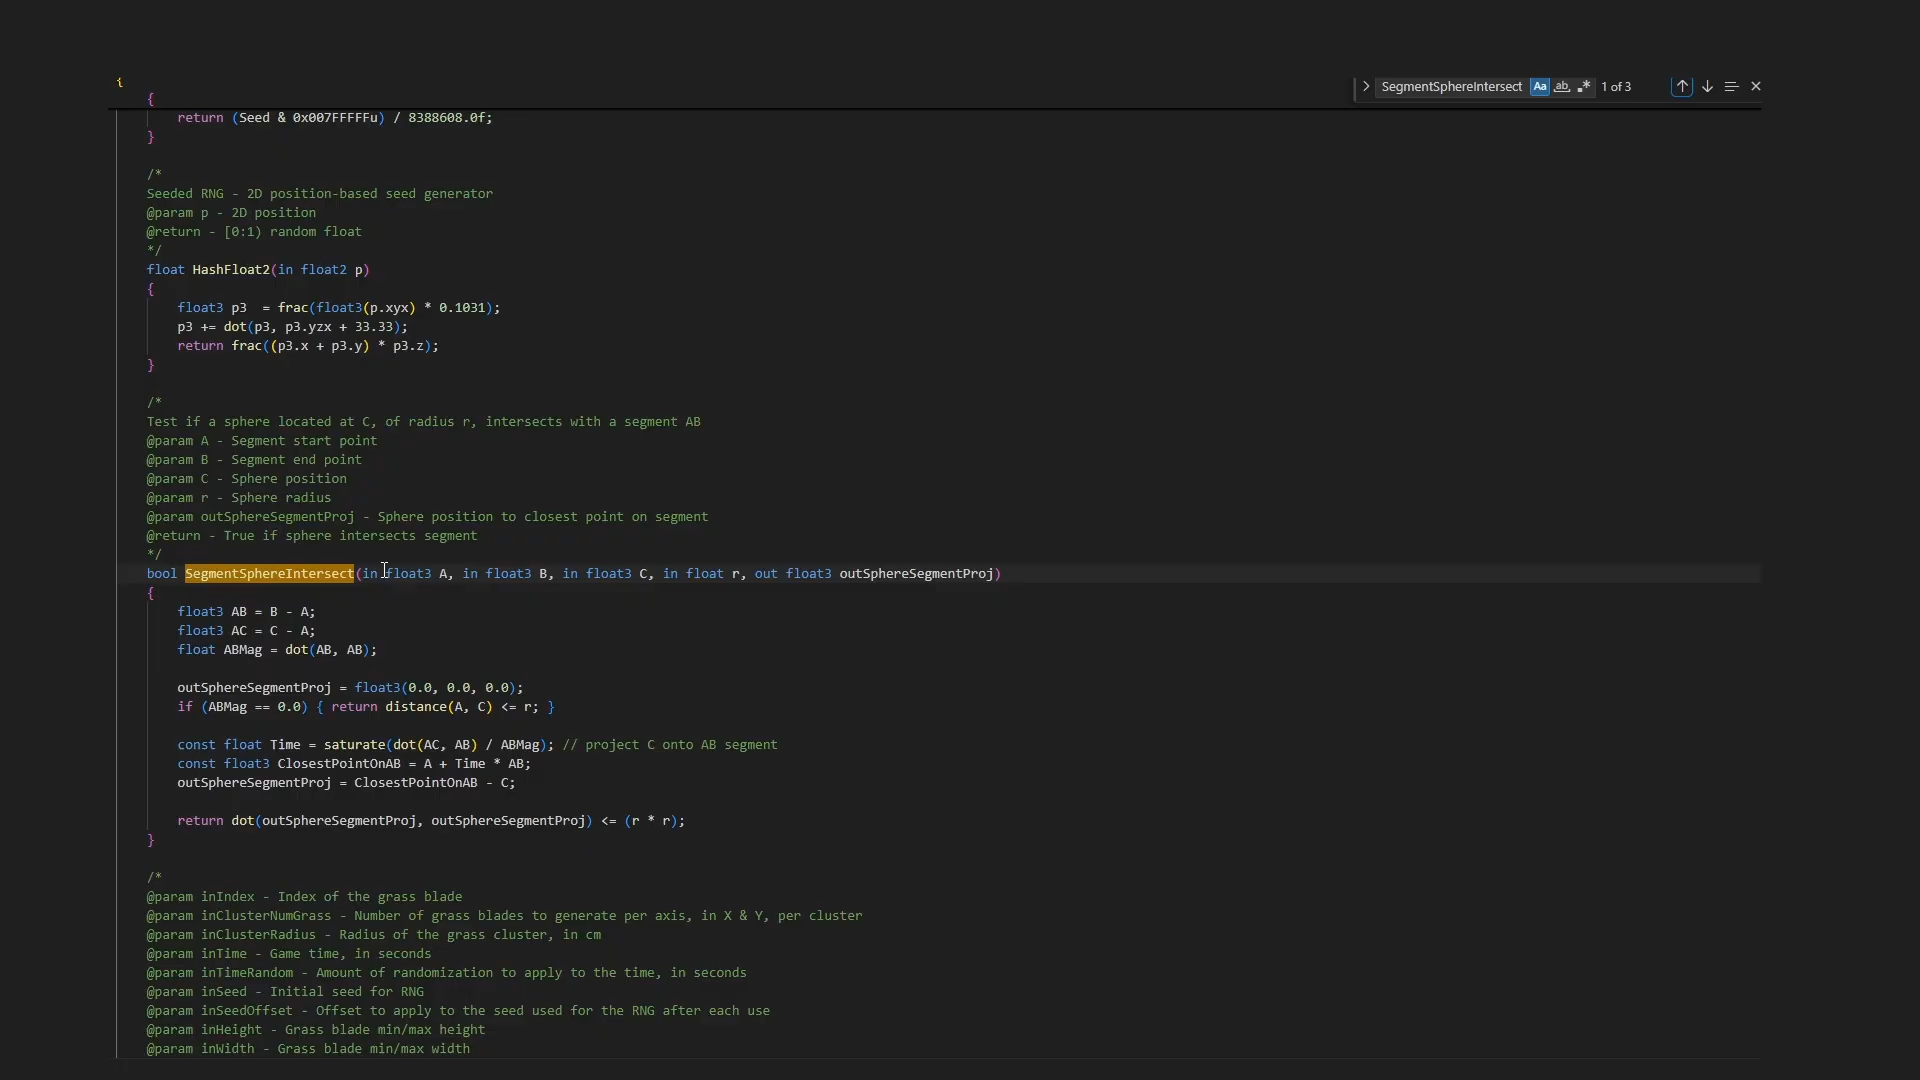 {
SegmentSphereIntersect Aa ab .* 1 of 3
{
return (Seed & 0x007FFFFFu) / 8388608.0f;
}
/*
Seeded RNG - 2D position-based seed generator
@param p - 2D position
@return - [0:1) random float
*/
float HashFloat2(in float2 p)
{
float3 p3  = frac(float3(p.xyx) * 0.1031);
p3 += dot(p3, p3.yzx + 33.33);
return frac((p3.x + p3.y) * p3.z);
}
/*
Test if a sphere located at C, of radius r, intersects with a segment AB
@param A - Segment start point
@param B - Segment end point
@param C - Sphere position
@param r - Sphere radius
@param outSphereSegmentProj - Sphere position to closest point on segment
@return - True if sphere intersects segment
*/
bool SegmentSphereIntersect(in float3 A, in float3 B, in float3 C, in float r, out float3 outSphereSegmentProj)
{
float3 AB = B - A;
float3 AC = C - A;
float ABMag = dot(AB, AB);
outSphereSegmentProj = float3(0.0, 0.0, 0.0);
if (ABMag == 0.0) { return distance(A, C) <= r; }
const float Time = saturate(dot(AC, AB) / ABMag); // project C onto AB segment
const float3 ClosestPointOnAB = A + Time * AB;
outSphereSegmentProj = ClosestPointOnAB - C;
return dot(outSphereSegmentProj, outSphereSegmentProj) <= (r * r);
}
/*
@param inIndex - Index of the grass blade
@param inClusterNumGrass - Number of grass blades to generate per axis, in X & Y, per cluster
@param inClusterRadius - Radius of the grass cluster, in cm
@param inTime - Game time, in seconds
@param inTimeRandom - Amount of randomization to apply to the time, in seconds
@param inSeed - Initial seed for RNG
@param inSeedOffset - Offset to apply to the seed used for the RNG after each use
@param inHeight - Grass blade min/max height
@param inWidth - Grass blade min/max width